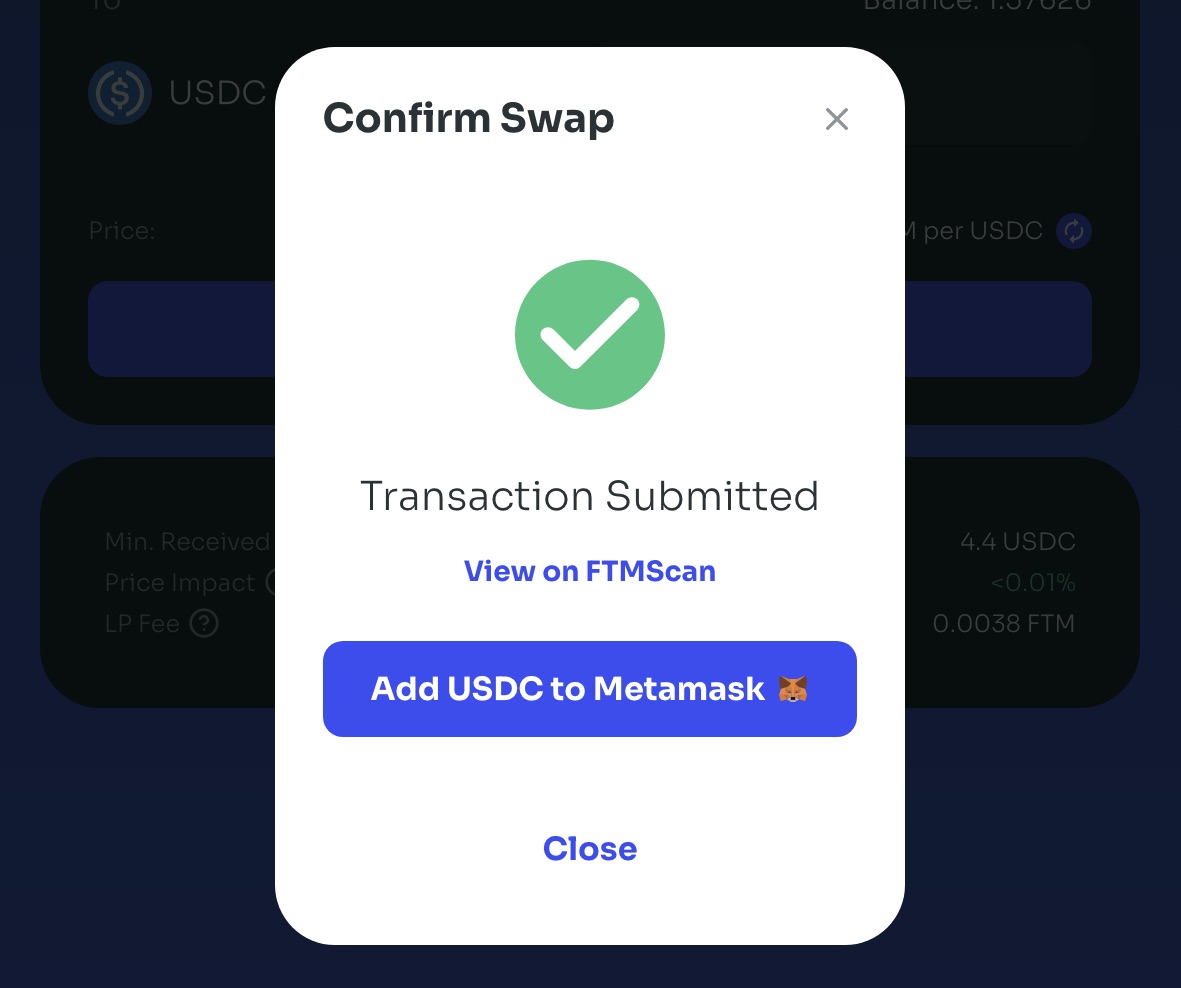 To
Balance: 1.57626
USDC
Confirm Swap
Price:
M per USDC
Transaction Submitted
View on FTMScan
Min. Received
4.4 USDC
Price Impact
<0.01%
LP Fee
0.0038 FTM
Add USDC to Metamask
Close